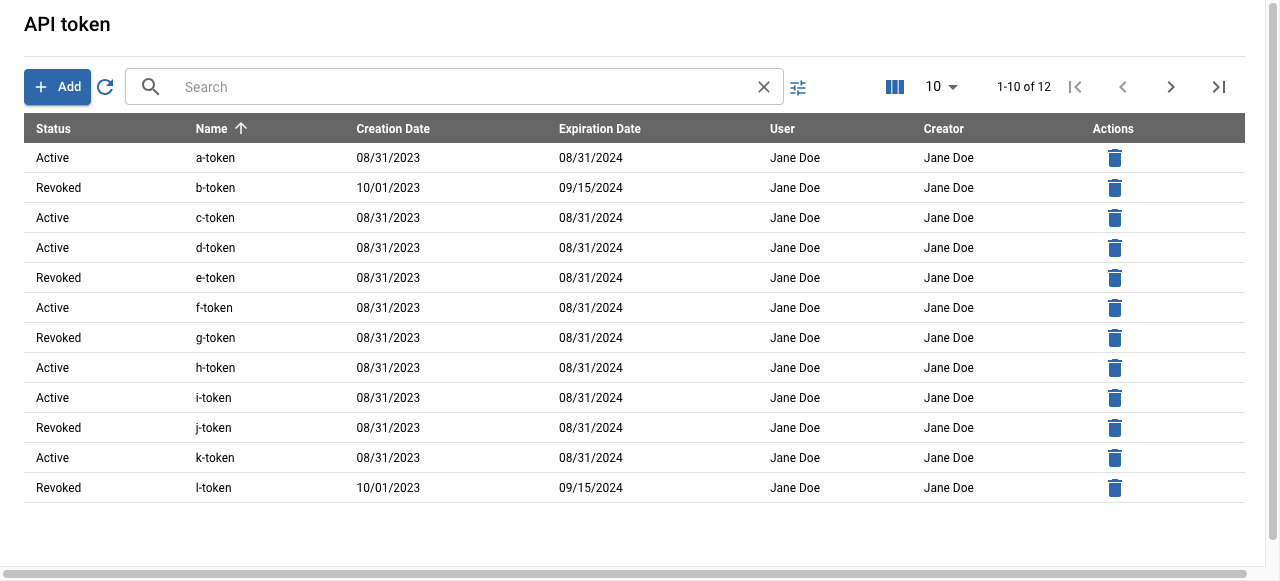 API token
Add
Search
10
1-10 of 12
Status Name Creation Date Expiration Date User Creator Actions
Active a-token 08/31/2023 08/31/2024 Jane Doe Jane Doe
Revoked b-token 10/01/2023 09/15/2024 Jane Doe Jane Doe
Active c-token 08/31/2023 08/31/2024 Jane Doe Jane Doe
Active d-token 08/31/2023 08/31/2024 Jane Doe Jane Doe
Revoked e-token 08/31/2023 08/31/2024 Jane Doe Jane Doe
Active f-token 08/31/2023 08/31/2024 Jane Doe Jane Doe
Revoked g-token 08/31/2023 08/31/2024 Jane Doe Jane Doe
Active h-token 08/31/2023 08/31/2024 Jane Doe Jane Doe
Active i-token 08/31/2023 08/31/2024 Jane Doe Jane Doe
Revoked j-token 08/31/2023 08/31/2024 Jane Doe Jane Doe
Active k-token 08/31/2023 08/31/2024 Jane Doe Jane Doe
Revoked l-token 10/01/2023 09/15/2024 Jane Doe Jane Doe